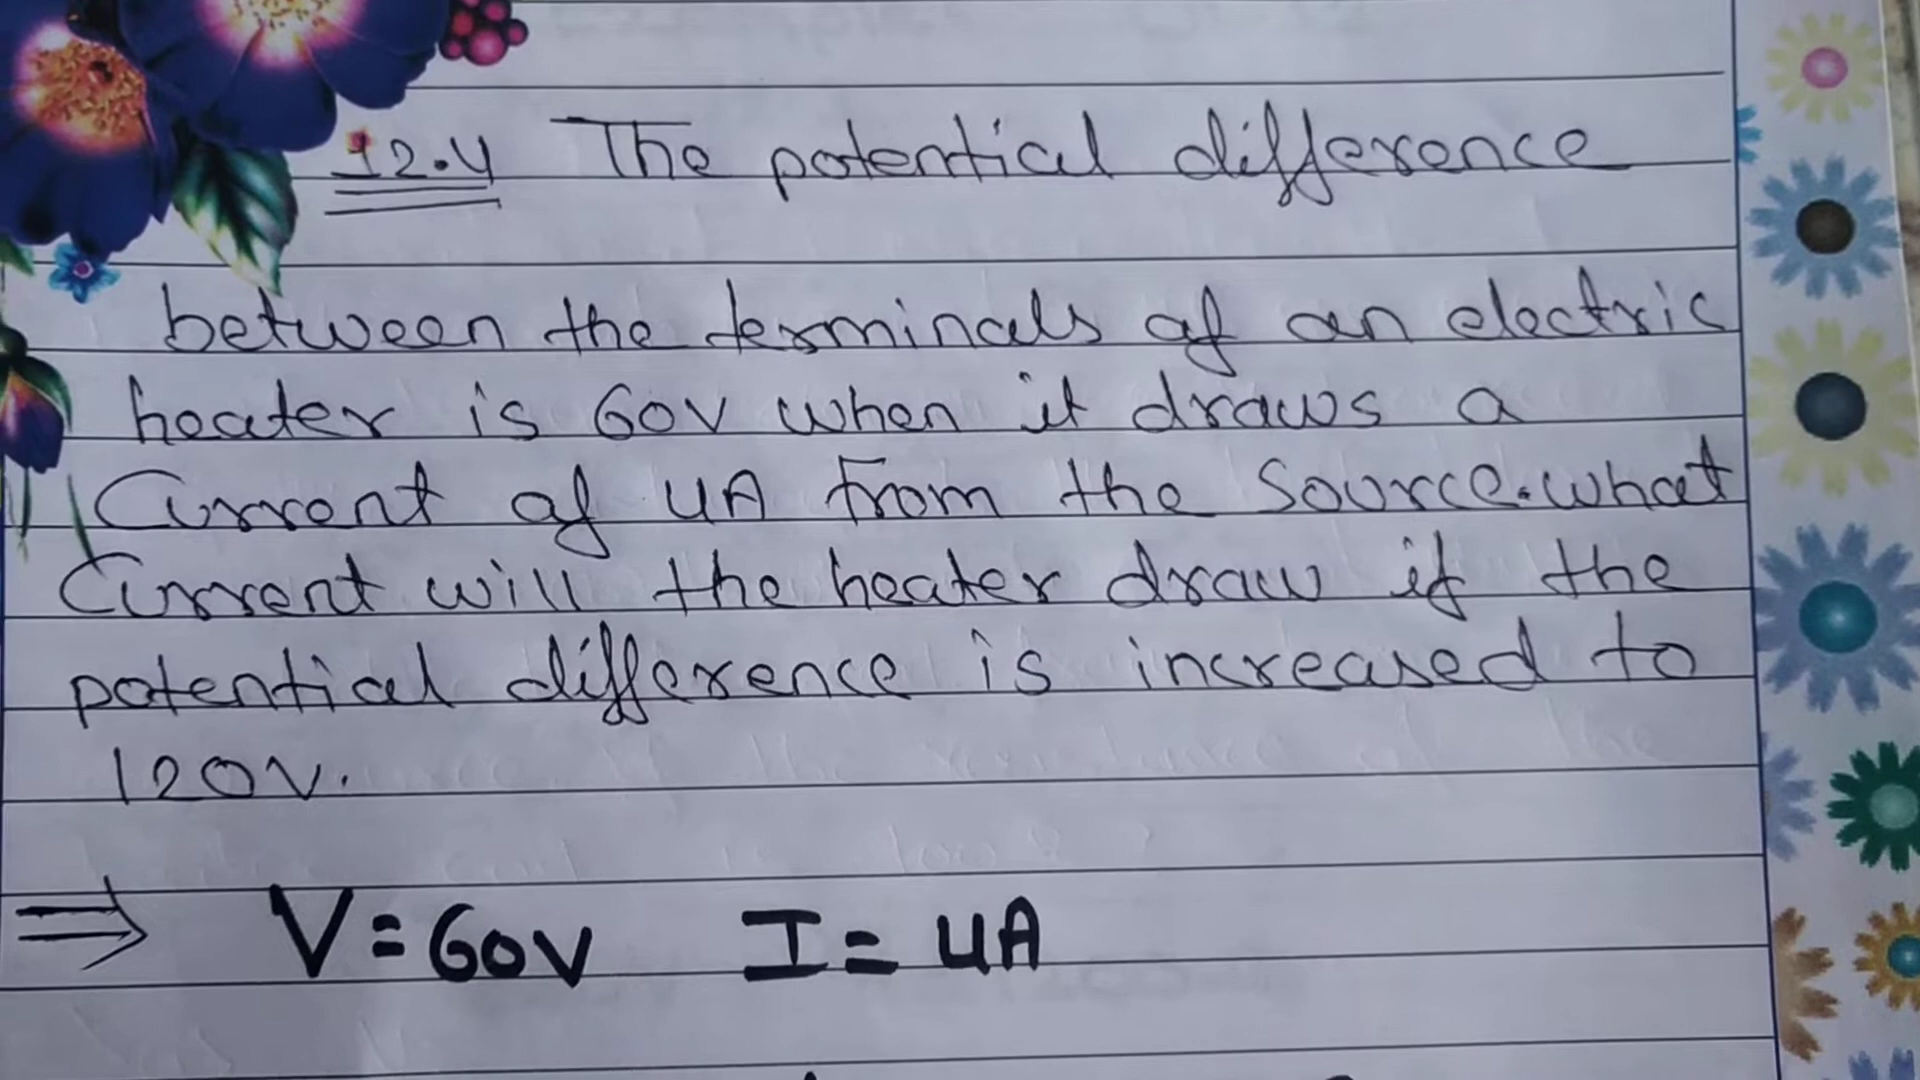 12.4 The potential difference
between the terminals of an electric
heater is 60V when it draws a
Current of 4A from the source. what
Current will the heater draw if the
potential difference is increased to
120V.
⇒ V = 60V I = 4A